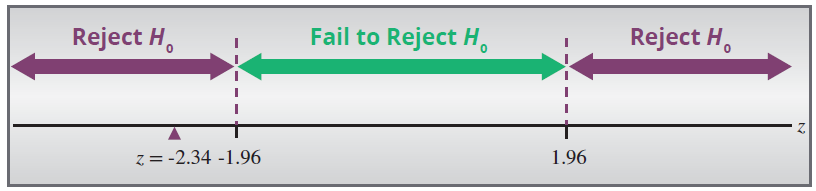 Reject H₀ Fail to Reject H₀ Reject H₀
z
z = -2.34 -1.96 1.96